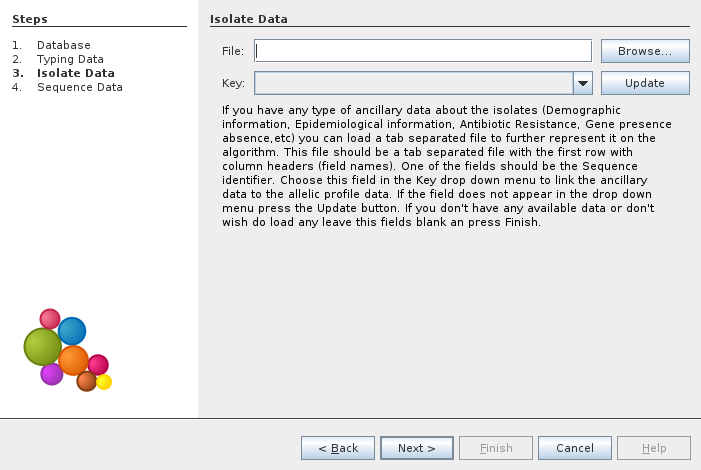 Steps
1. Database
2. Typing Data
3. Isolate Data
4. Sequence Data
Isolate Data
File:
Browse...
Key:
Update
If you have any type of ancillary data about the isolates (Demographic
information, Epidemiological information, Antibiotic Resistance, Gene presence
absence,etc) you can load a tab separated file to further represent it on the
algorithm. This file should be a tab separated file with the first row with
column headers (field names). One of the fields should be the Sequence
identifier. Choose this field in the Key drop down menu to link the ancillary
data to the allelic profile data. If the field does not appear in the drop down
menu press the Update button. If you don't have any available data or don't
wish do load any leave this fields blank an press Finish.
< Back
Next >
Finish
Cancel
Help